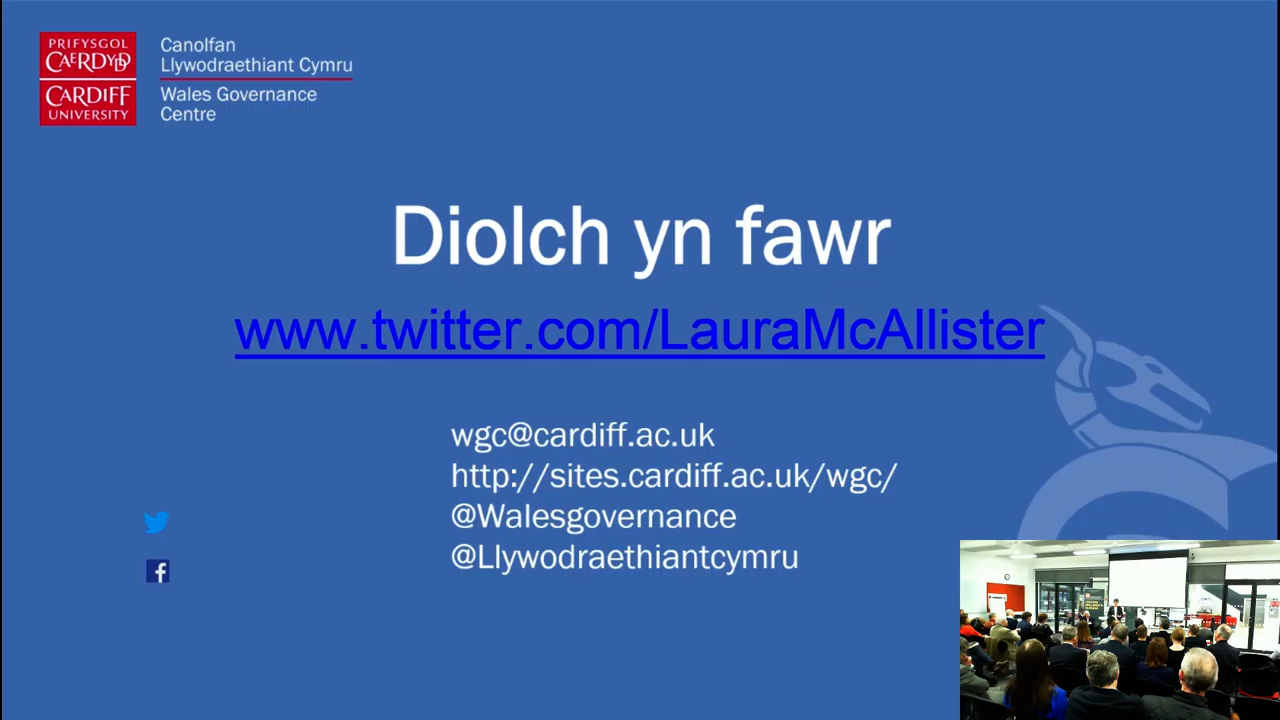 PRIFYSGOL
CAERDYDD
CARDIFF
UNIVERSITY
Canolfan
Llywodraethiant Cymru
Wales Governance
Centre
Diolch yn fawr
www.twitter.com/LauraMcAllister
wgc@cardiff.ac.uk
http://sites.cardiff.ac.uk/wgc/
@Walesgovernance
@Llywodraethiantcymru